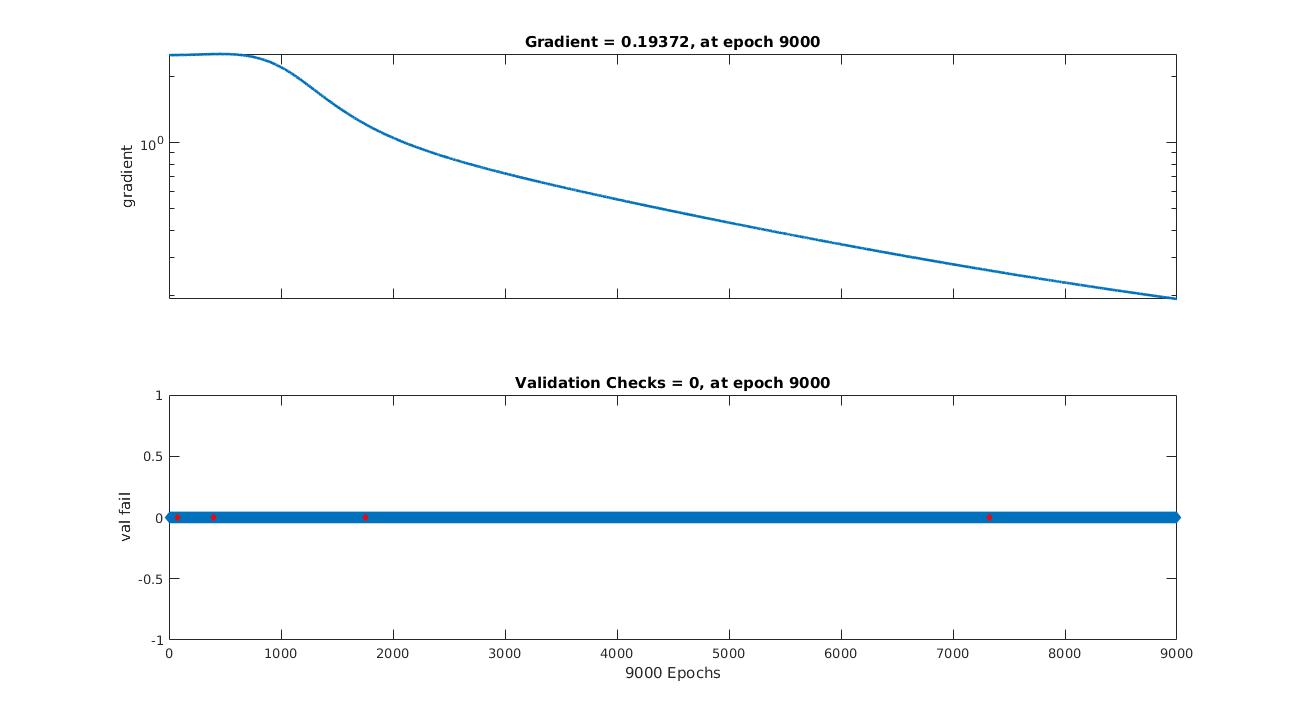 Gradient = 0.19372, at epoch 9000
gradient
10^0
Validation Checks = 0, at epoch 9000
val fail
1
0.5
0
-0.5
-1
0 1000 2000 3000 4000 5000 6000 7000 8000 9000
9000 Epochs